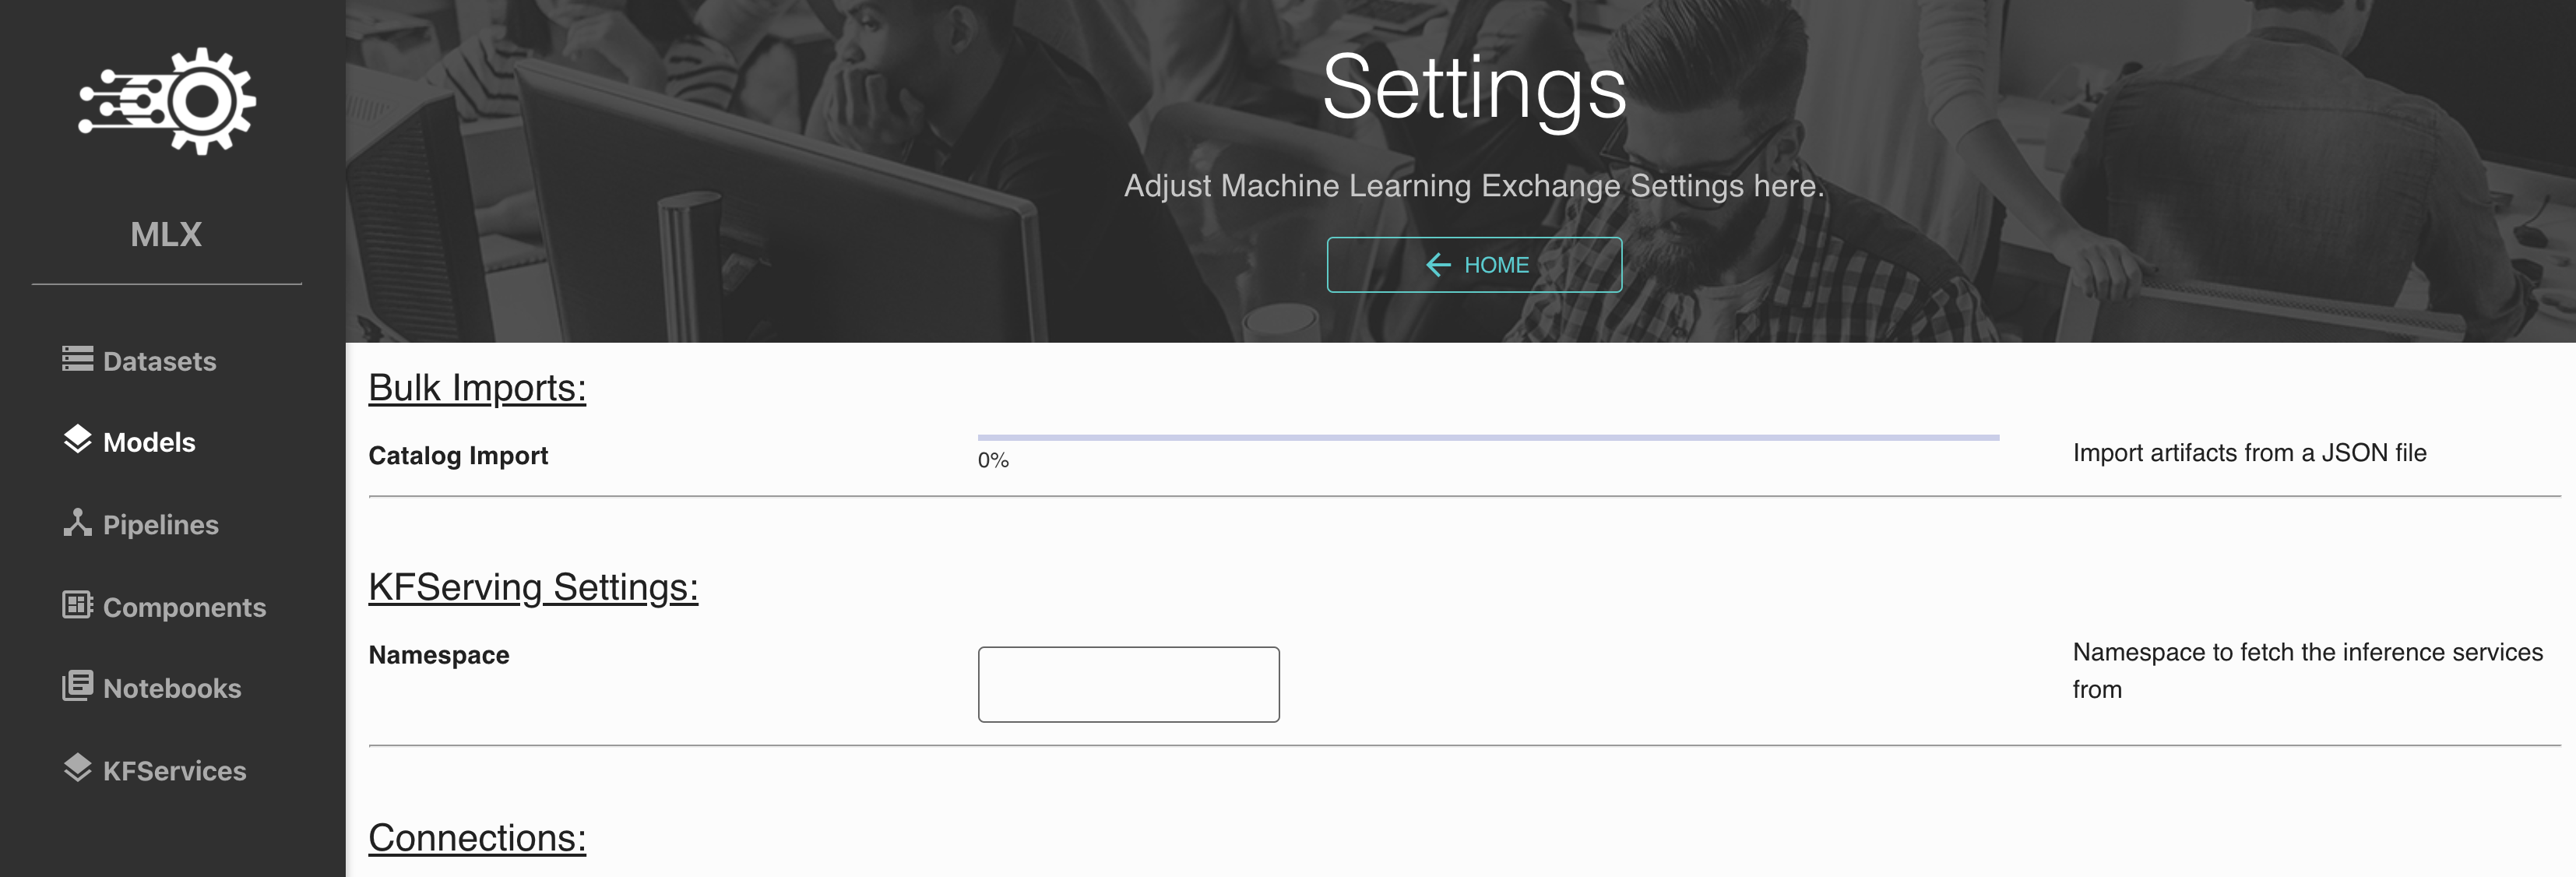 MLX
Datasets
Models
Pipelines
Components
Notebooks
KFServices
Settings
Adjust Machine Learning Exchange Settings here.
HOME
Bulk Imports:
Catalog Import
0%
Import artifacts from a JSON file
KFServing Settings:
Namespace
Namespace to fetch the inference services
from
Connections: